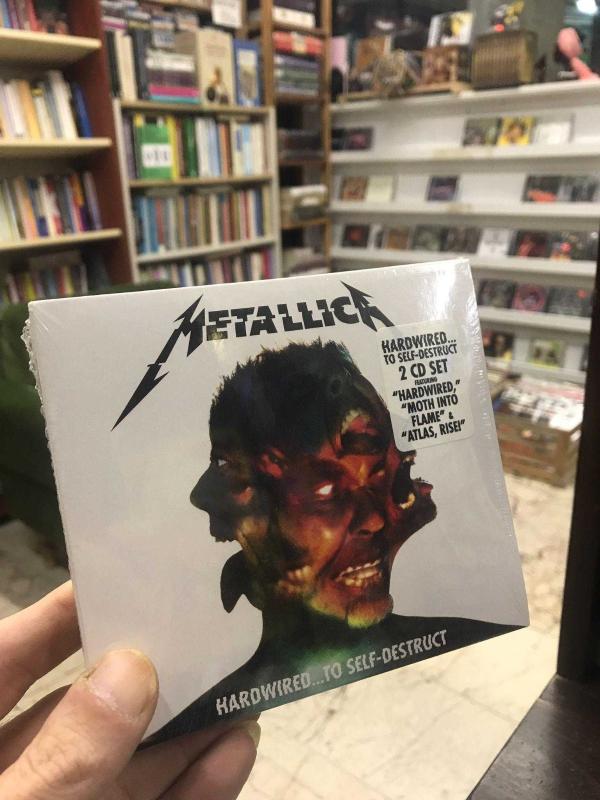 METALLICA
HARDWIRED...
TO SELF-DESTRUCT
2 CD SET
FEATURING
"HARDWIRED,"
"MOTH INTO
FLAME" &
"ATLAS, RISE!"
HARDWIRED...TO SELF-DESTRUCT